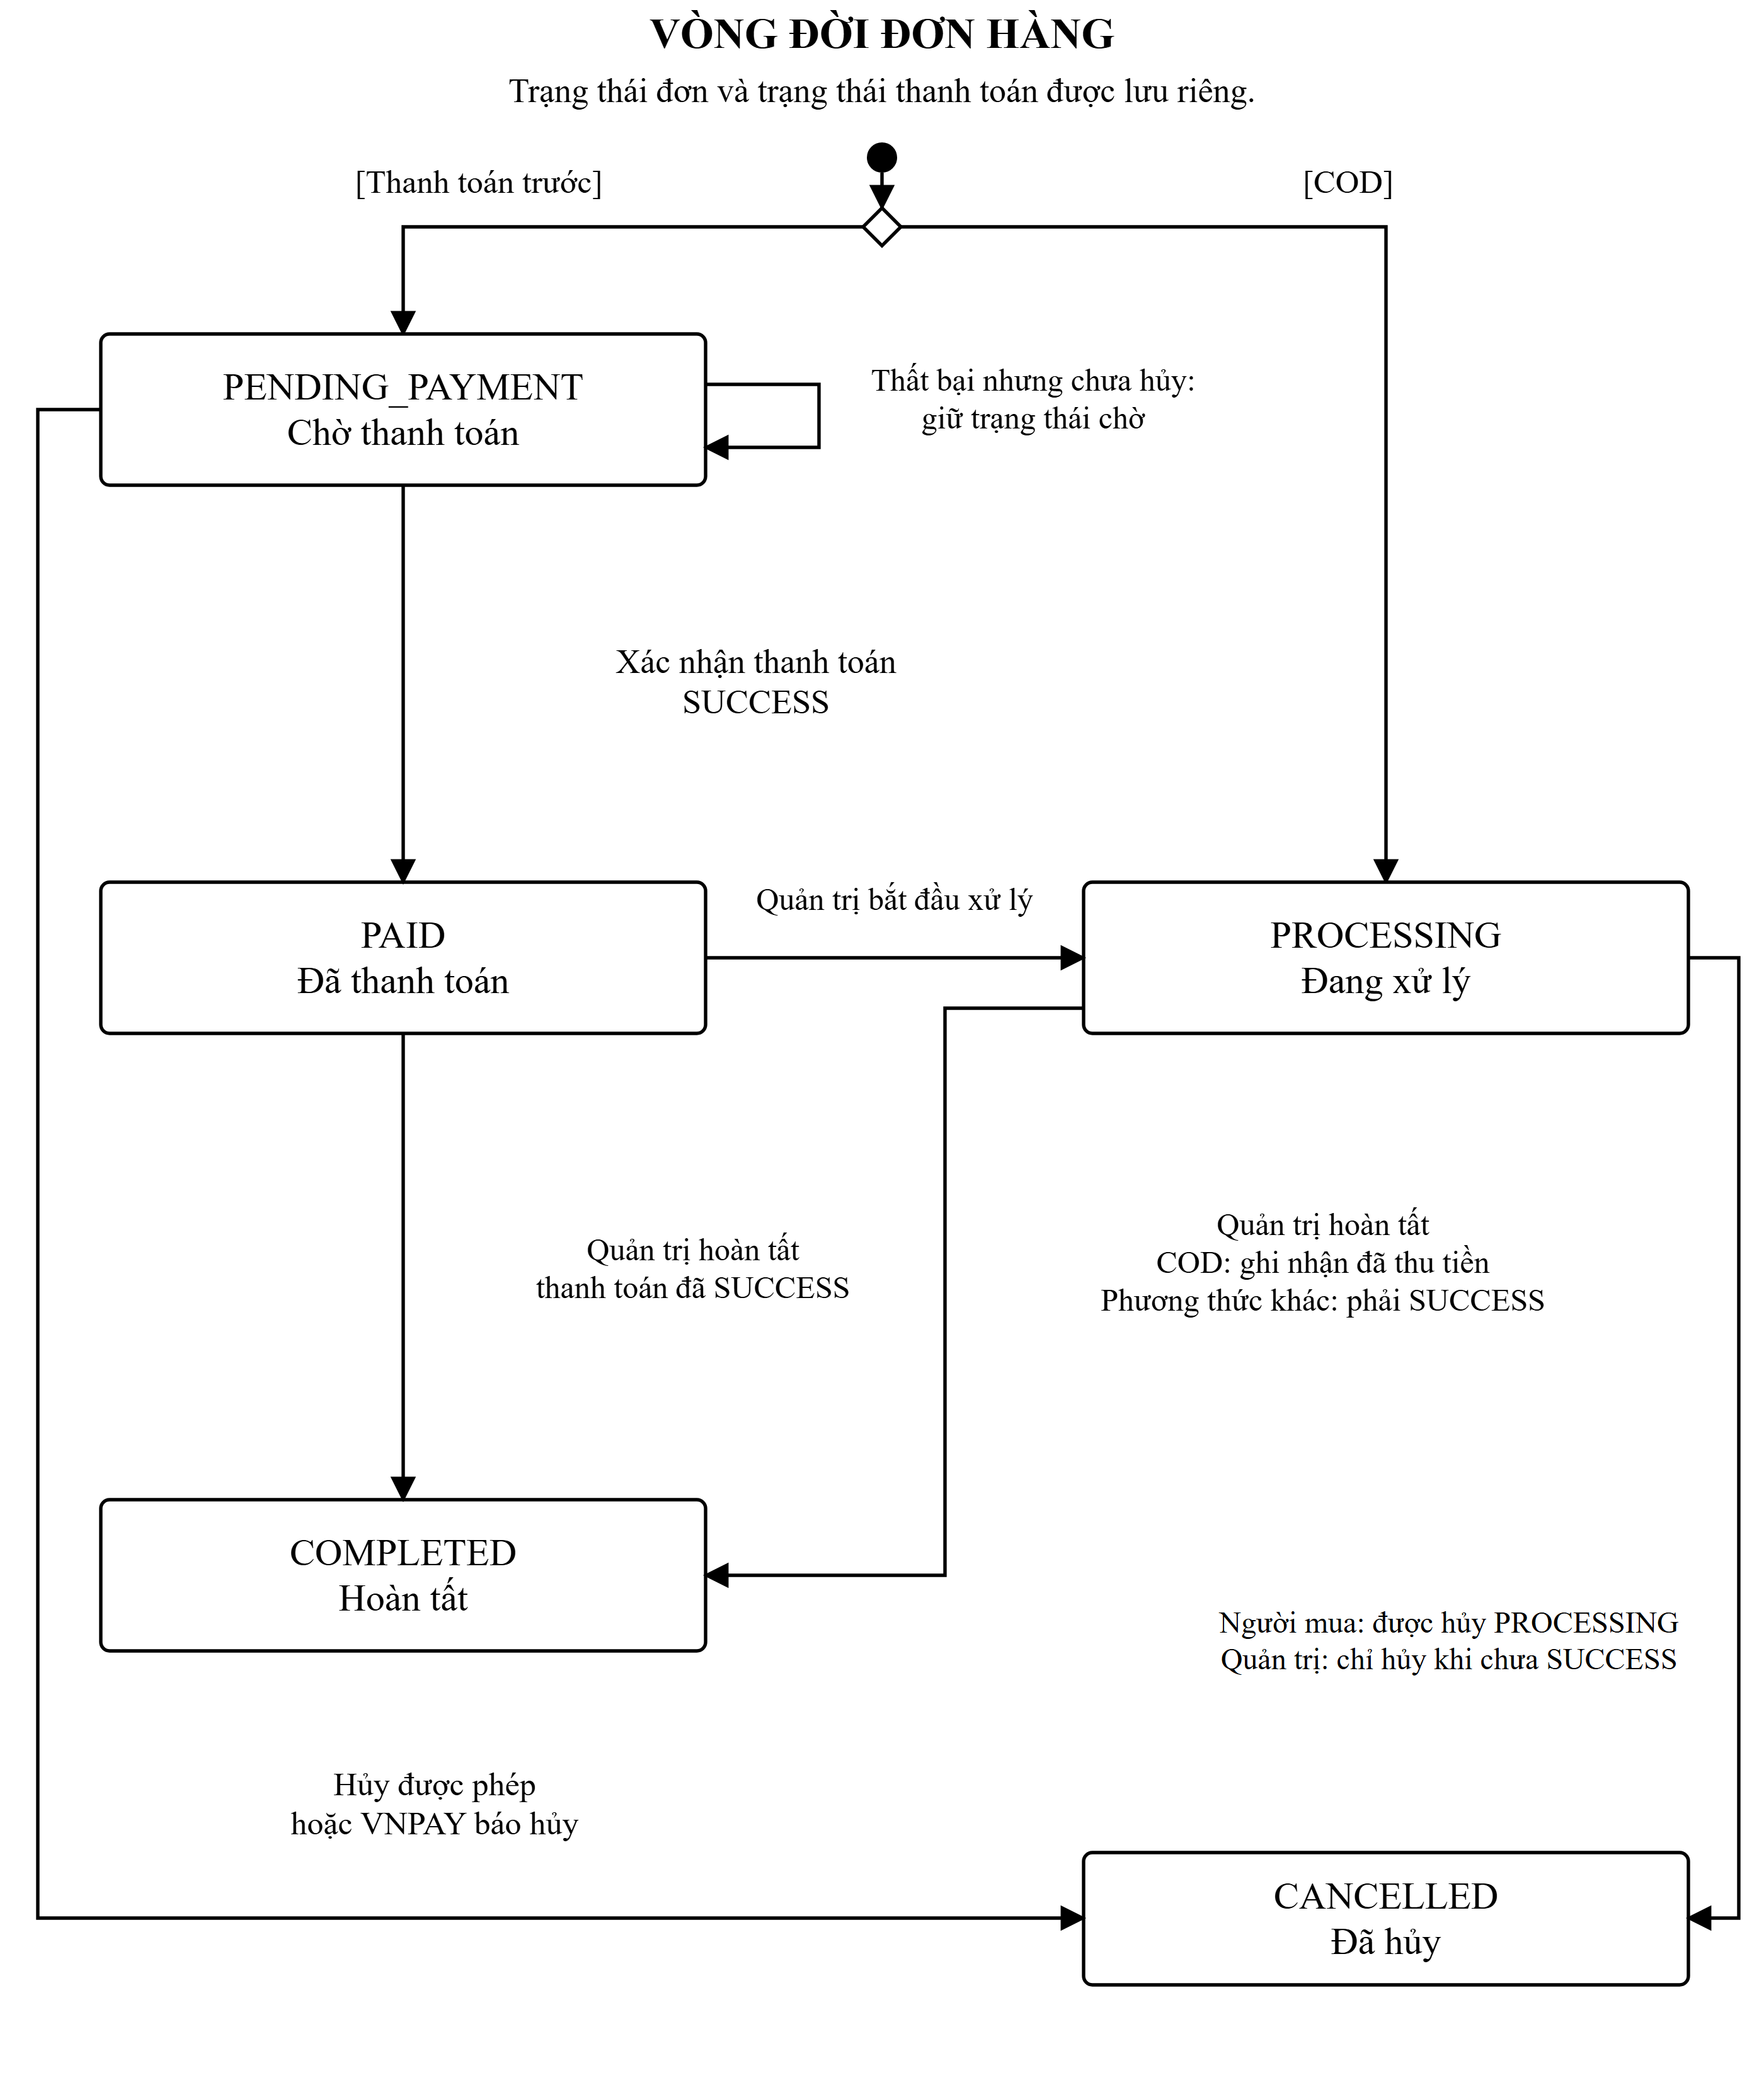 VÒNG ĐỜI ĐƠN HÀNG
Trạng thái đơn và trạng thái thanh toán được lưu riêng.
[Thanh toán trước]
[COD]
PENDING_PAYMENT
Chờ thanh toán
Thất bại nhưng chưa hủy:
giữ trạng thái chờ
Xác nhận thanh toán
SUCCESS
PAID
Đã thanh toán
Quản trị bắt đầu xử lý
PROCESSING
Đang xử lý
Quản trị hoàn tất
thanh toán đã SUCCESS
Quản trị hoàn tất
COD: ghi nhận đã thu tiền
Phương thức khác: phải SUCCESS
COMPLETED
Hoàn tất
Người mua: được hủy PROCESSING
Quản trị: chỉ hủy khi chưa SUCCESS
Hủy được phép
hoặc VNPAY báo hủy
CANCELLED
Đã hủy